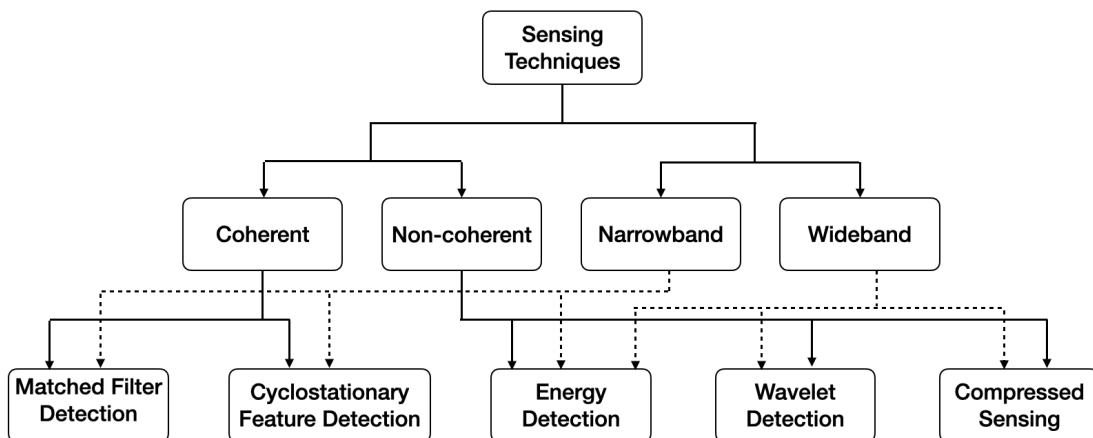 Sensing
Techniques
Coherent
Non-coherent
Narrowband
Wideband
Matched Filter
Detection
Cyclostationary
Feature Detection
Energy
Detection
Wavelet
Detection
Compressed
Sensing